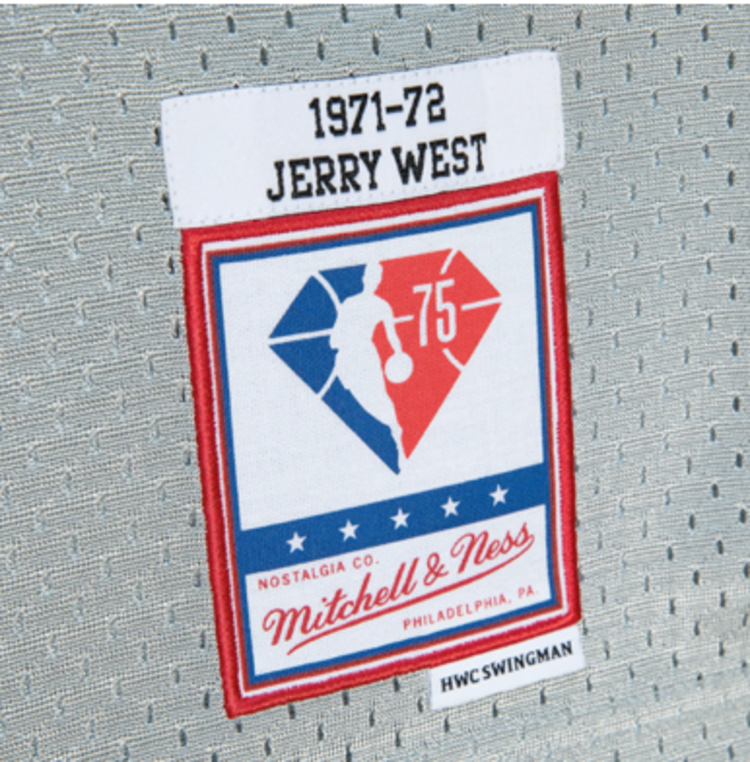 1971-72
JERRY WEST
75
NOSTALGIA CO.
Mitchell & Ness
PHILADELPHIA, PA.
HWC SWINGMAN